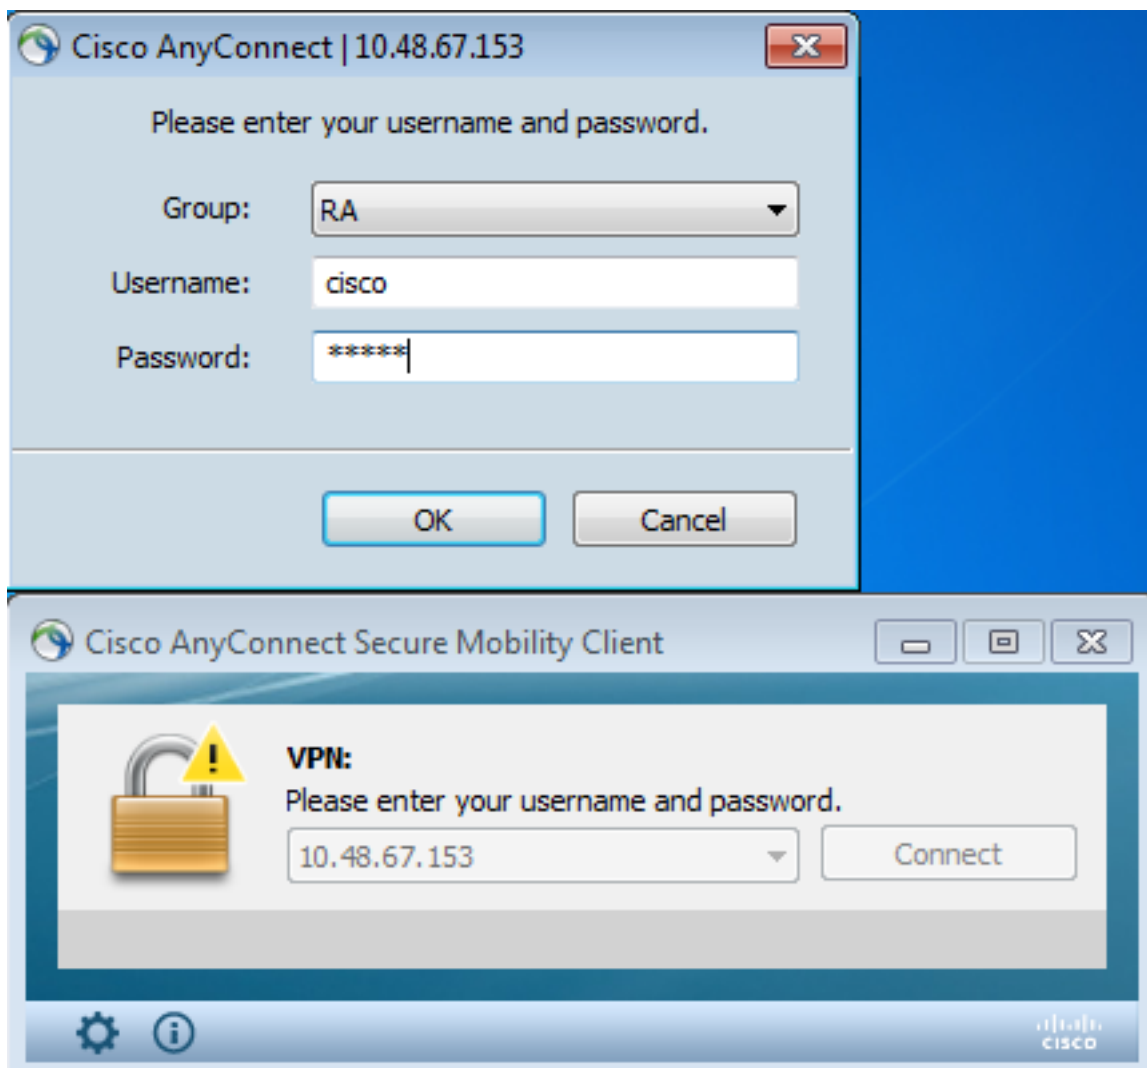 Cisco AnyConnect | 10.48.67.153
Please enter your username and password.
Group: RA
Username: cisco
Password: *****
OK Cancel
Cisco AnyConnect Secure Mobility Client
VPN:
Please enter your username and password.
10.48.67.153 Connect
CISCO